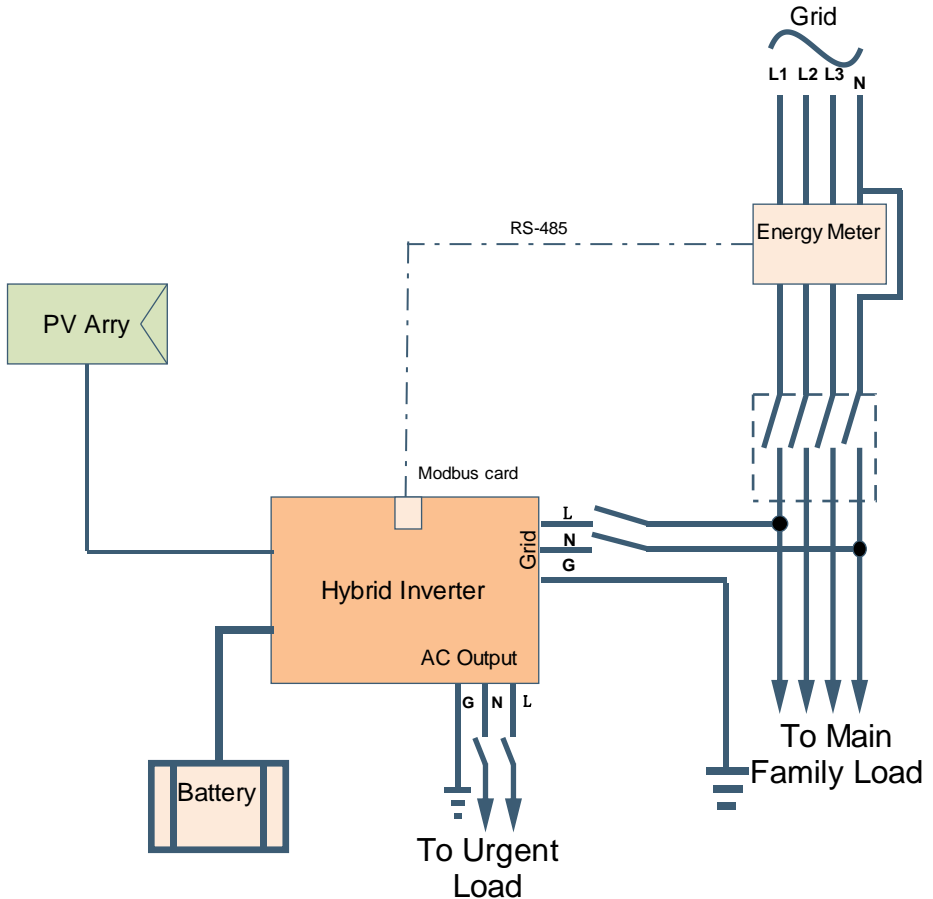 Grid
L1 L2 L3 N
Energy Meter
RS-485
PV Arry
Modbus card
L
N
G
Grid
Hybrid Inverter
AC Output
G N L
Battery
To Main
Family Load
To Urgent
Load